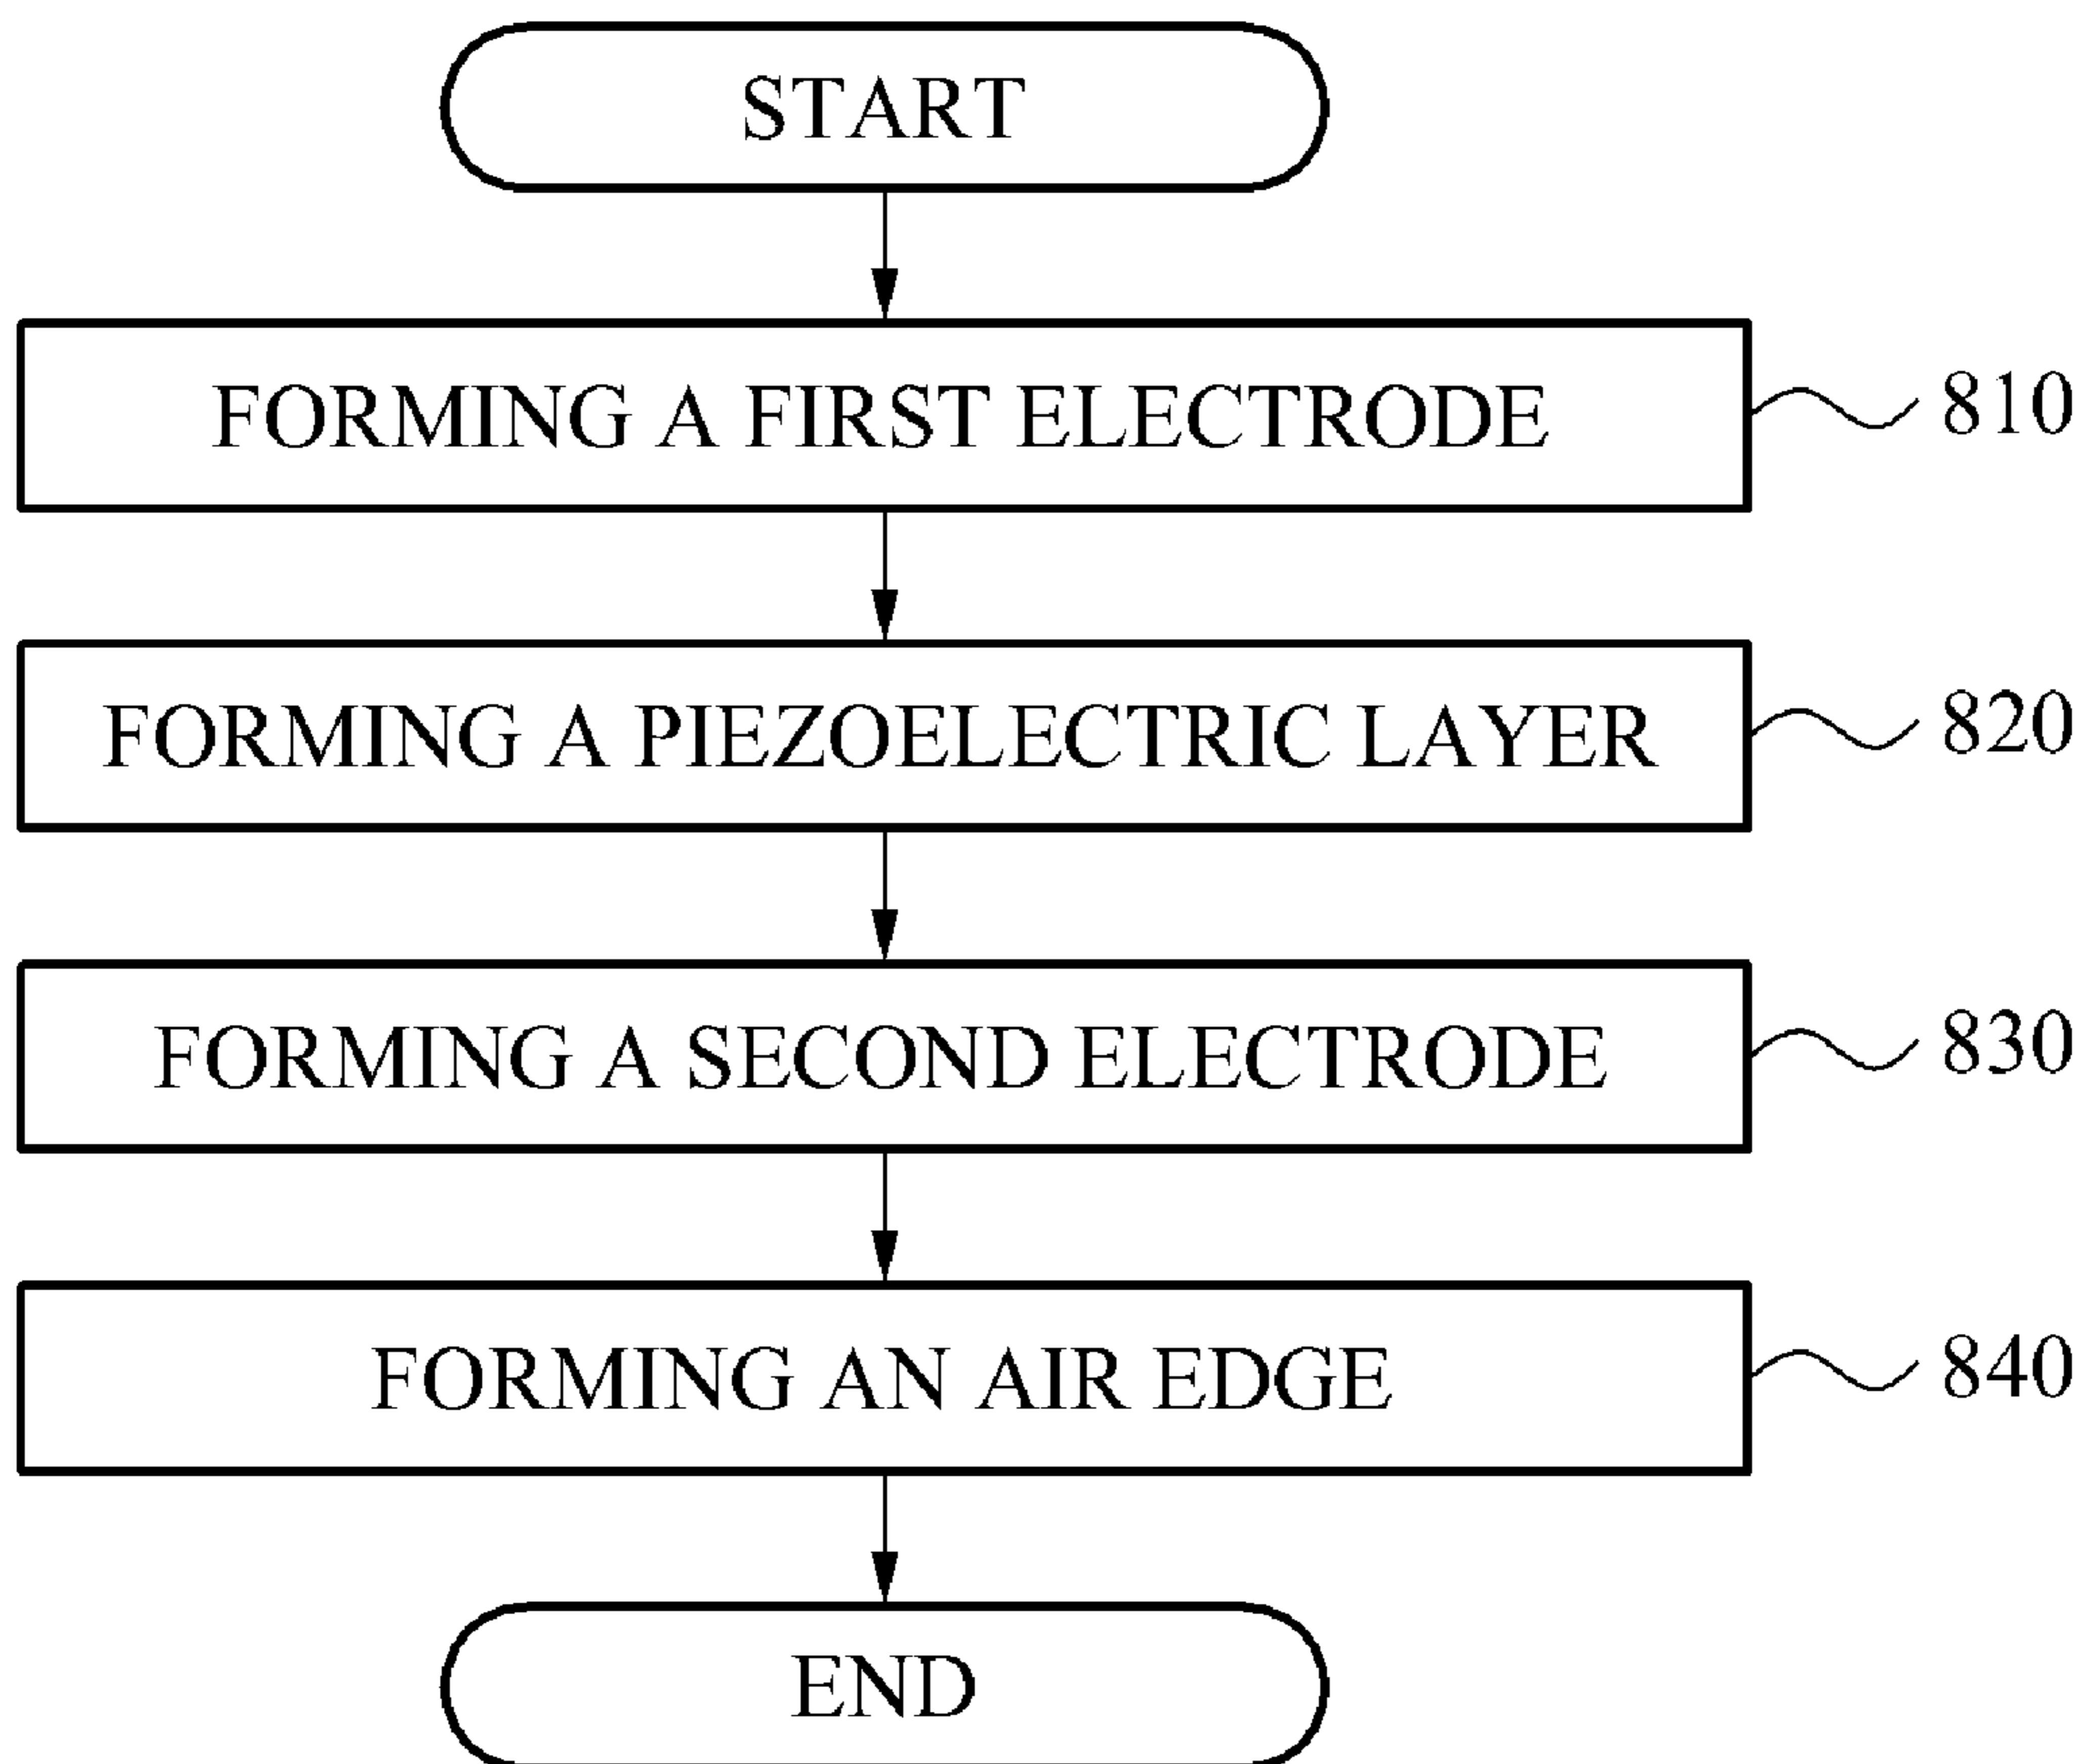 START
FORMING A FIRST ELECTRODE 810
FORMING A PIEZOELECTRIC LAYER 820
FORMING A SECOND ELECTRODE 830
FORMING AN AIR EDGE 840
END